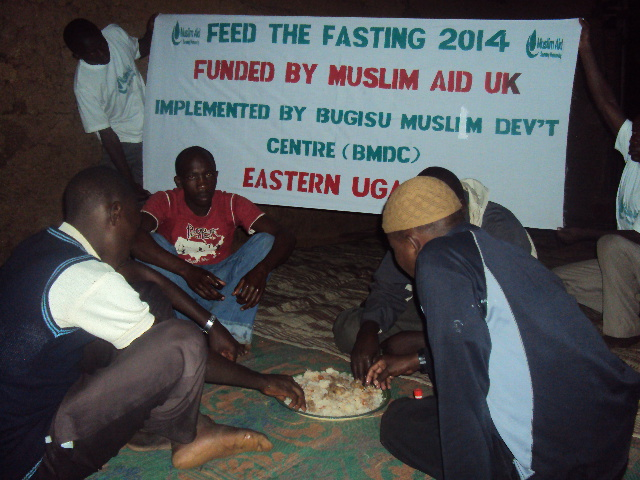 Muslim Aid
FEED THE FASTING 2014
Muslim Aid
FUNDED BY MUSLIM AID UK
IMPLEMENTED BY BUGISU MUSLIM DEV'T
CENTRE (BMDC)
EASTERN UGA